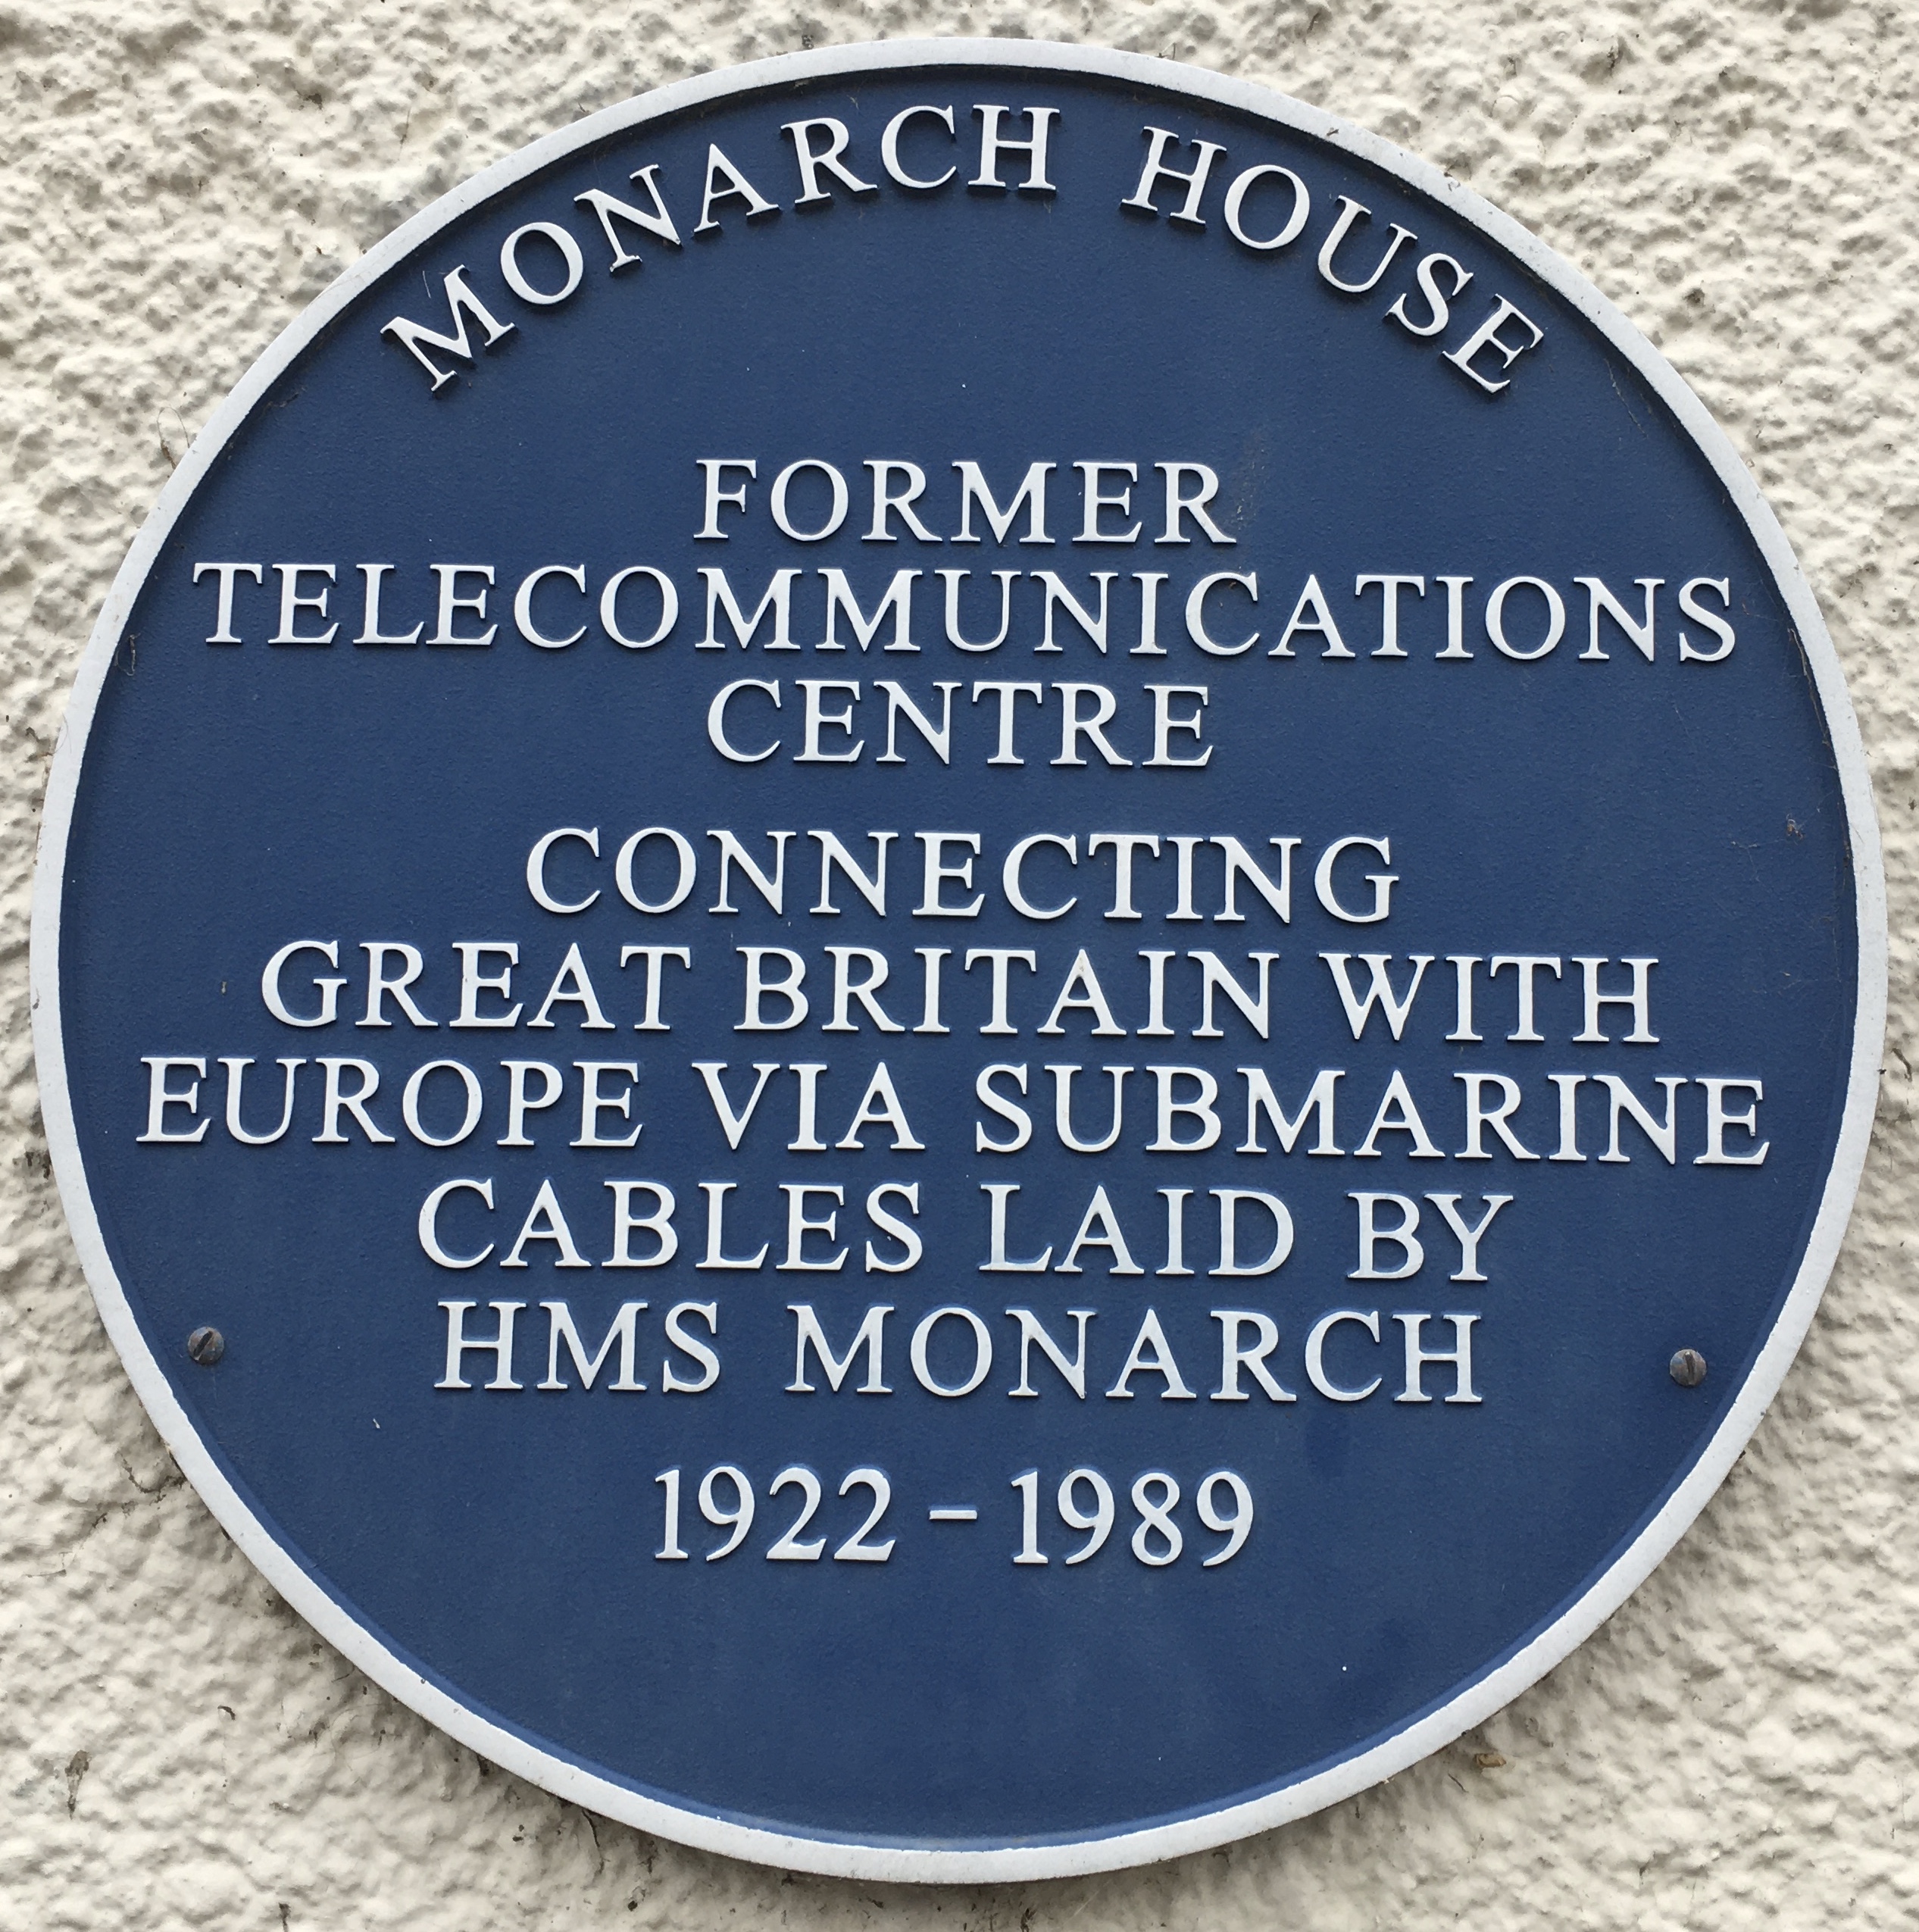 MONARCH HOUSE
FORMER
TELECOMMUNICATIONS
CENTRE
CONNECTING
GREAT BRITAIN WITH
EUROPE VIA SUBMARINE
CABLES LAID BY
HMS MONARCH
1922 – 1989